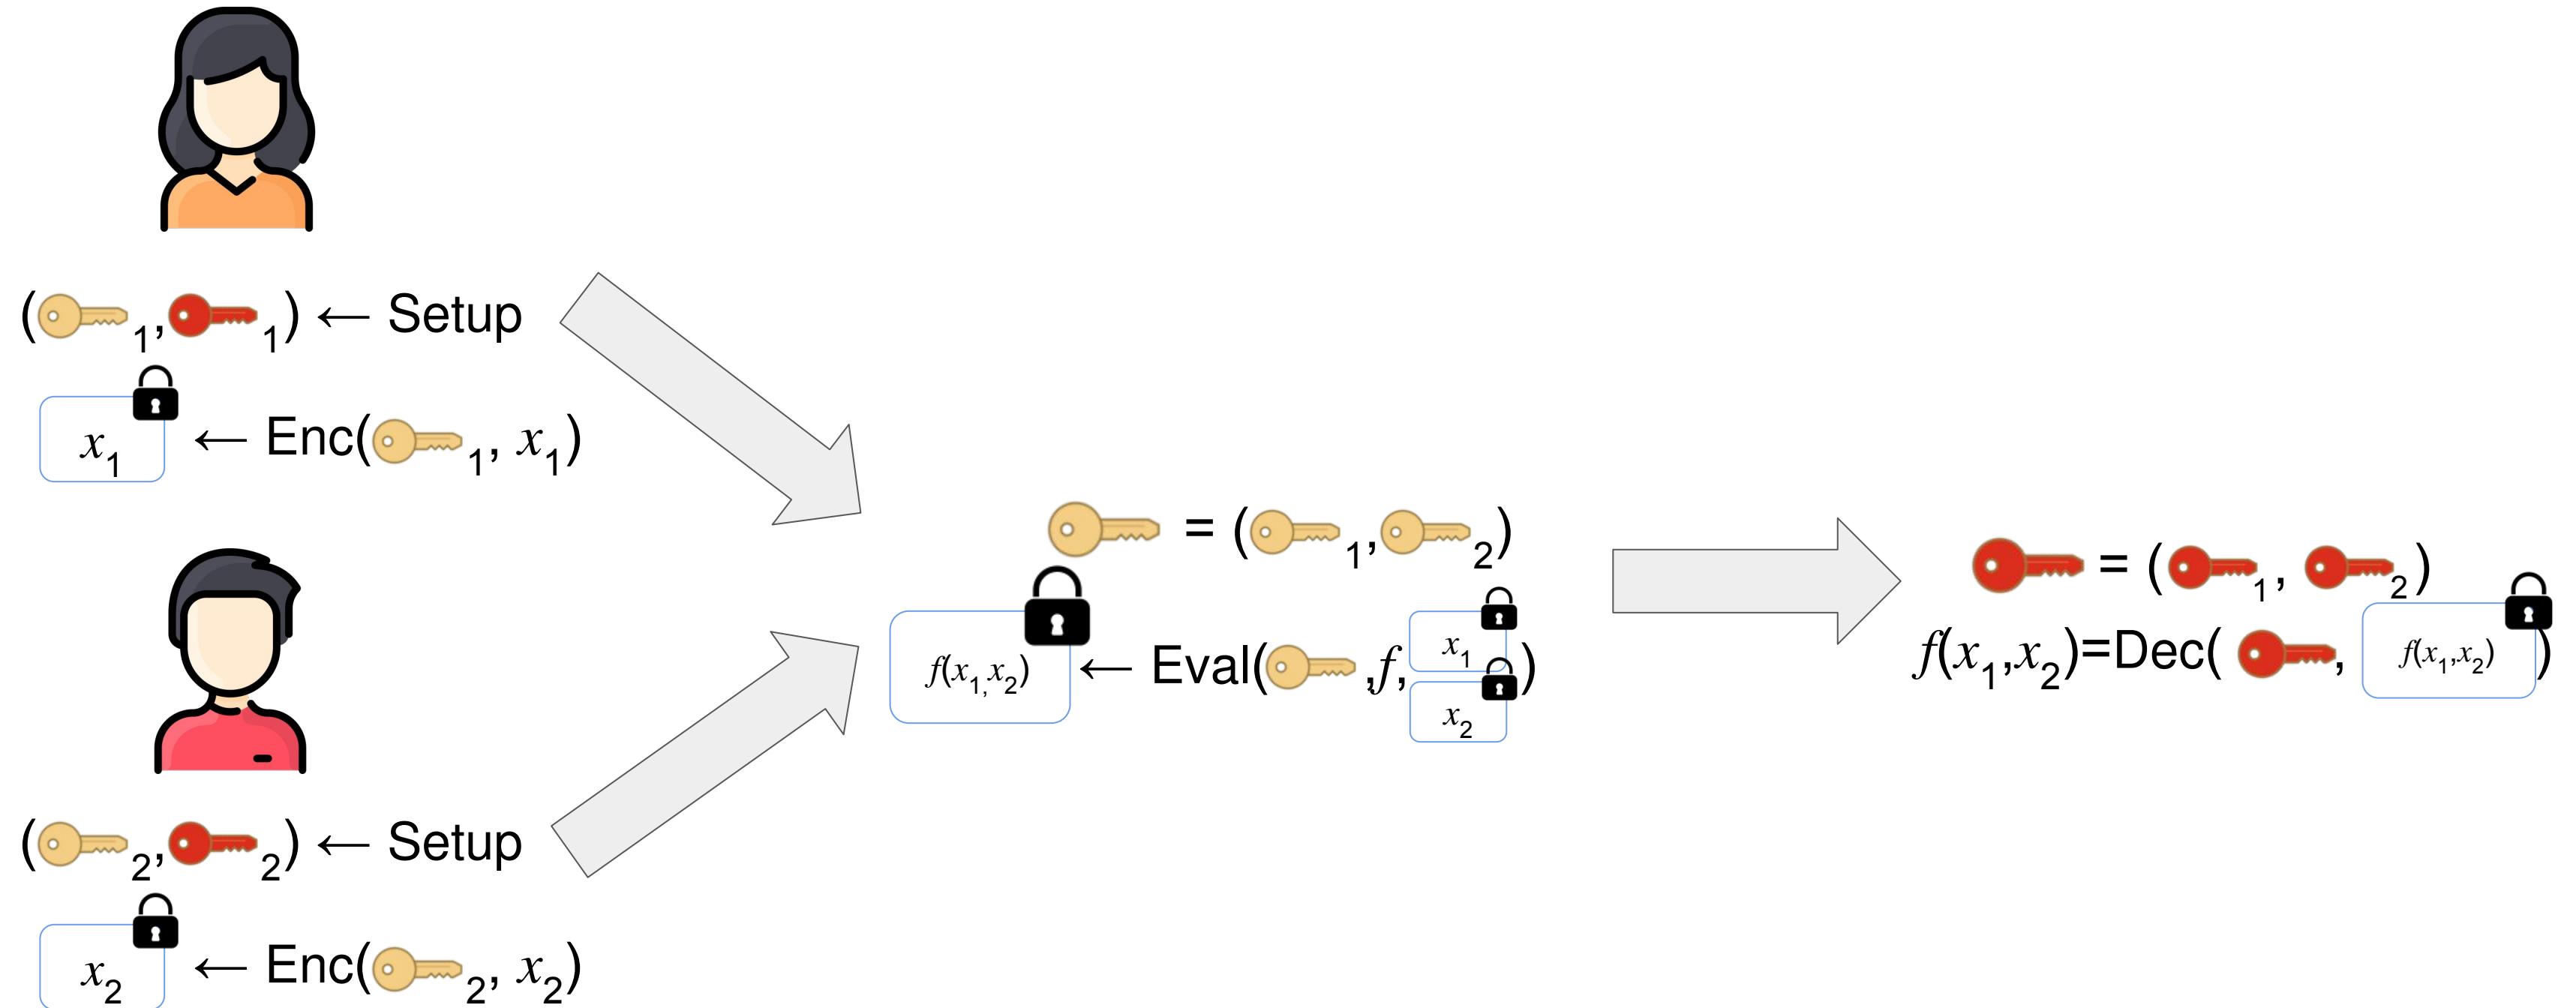 ( 1, 1) ← Setup
x1 ← Enc( 1, x1)
( 2, 2) ← Setup
x2 ← Enc( 2, x2)
= ( 1, 2)
f(x1,x2) ← Eval( ,f, x1 x2 )
= ( 1, 2)
f(x1,x2)=Dec( , f(x1,x2) )